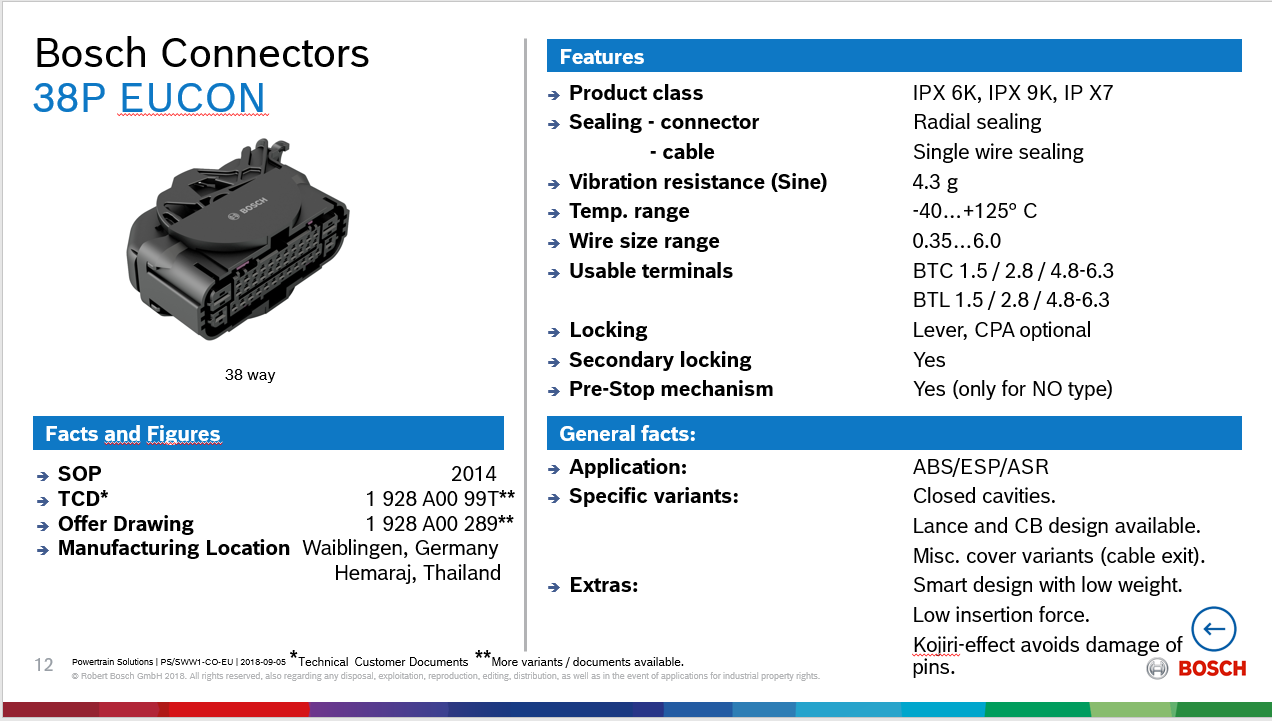 Bosch Connectors
38P EUCON
BOSCH
38 way
Facts and Figures
SOP 2014
TCD* 1 928 A00 99T**
Offer Drawing 1 928 A00 289**
Manufacturing Location Waiblingen, Germany
Hemaraj, Thailand
Features
Product class IPX 6K, IPX 9K, IP X7
Sealing - connector Radial sealing
- cable Single wire sealing
Vibration resistance (Sine) 4.3 g
Temp. range -40…+125° C
Wire size range 0.35…6.0
Usable terminals BTC 1.5 / 2.8 / 4.8-6.3
BTL 1.5 / 2.8 / 4.8-6.3
Locking Lever, CPA optional
Secondary locking Yes
Pre-Stop mechanism Yes (only for NO type)
General facts:
Application: ABS/ESP/ASR
Specific variants: Closed cavities.
Lance and CB design available.
Misc. cover variants (cable exit).
Extras: Smart design with low weight.
Low insertion force.
Kojiri-effect avoids damage of
pins.
12 Powertrain Solutions | PS/SWW1-CO-EU | 2018-09-05 *Technical Customer Documents **More variants / documents available.
© Robert Bosch GmbH 2018. All rights reserved, also regarding any disposal, exploitation, reproduction, editing, distribution, as well as in the event of applications for industrial property rights.
BOSCH